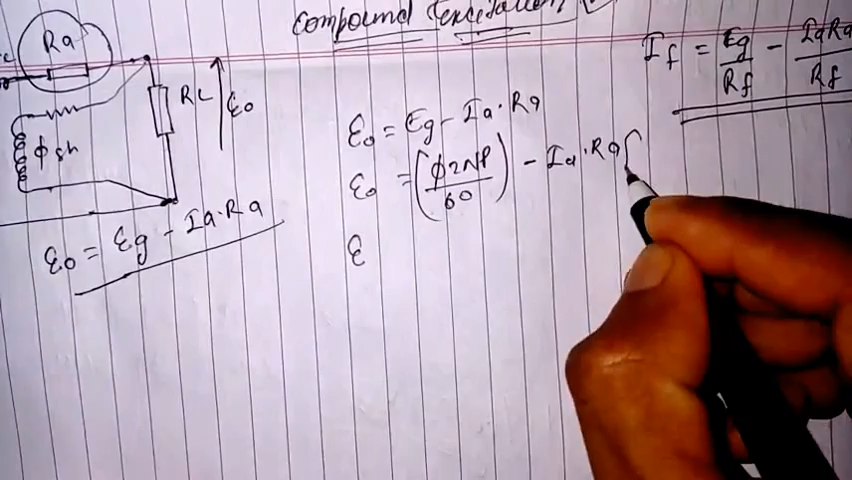 Compound Excitation
Ra
If = Eg/Rf - IaRa/Rf
RL
E0
ϕsh
E0 = Eg - Ia·Ra
E0 = (ϕZNP/60) - Ia·Ra
E0 = Eg - Ia·Ra
E